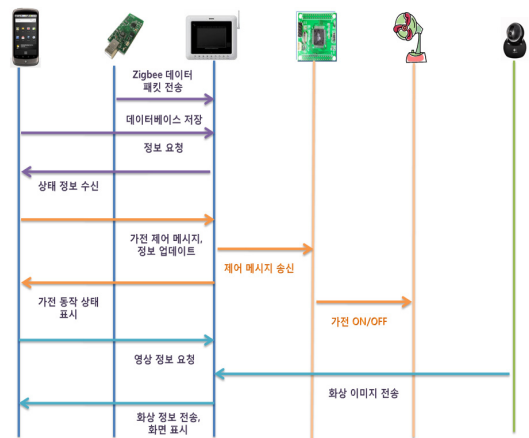 Zigbee 데이터
패킷 전송
데이터베이스 저장
정보 요청
상태 정보 수신
가전 제어 메시지,
정보 업데이트
제어 메시지 송신
가전 동작 상태
표시
가전 ON/OFF
영상 정보 요청
화상 이미지 전송
화상 정보 전송,
화면 표시